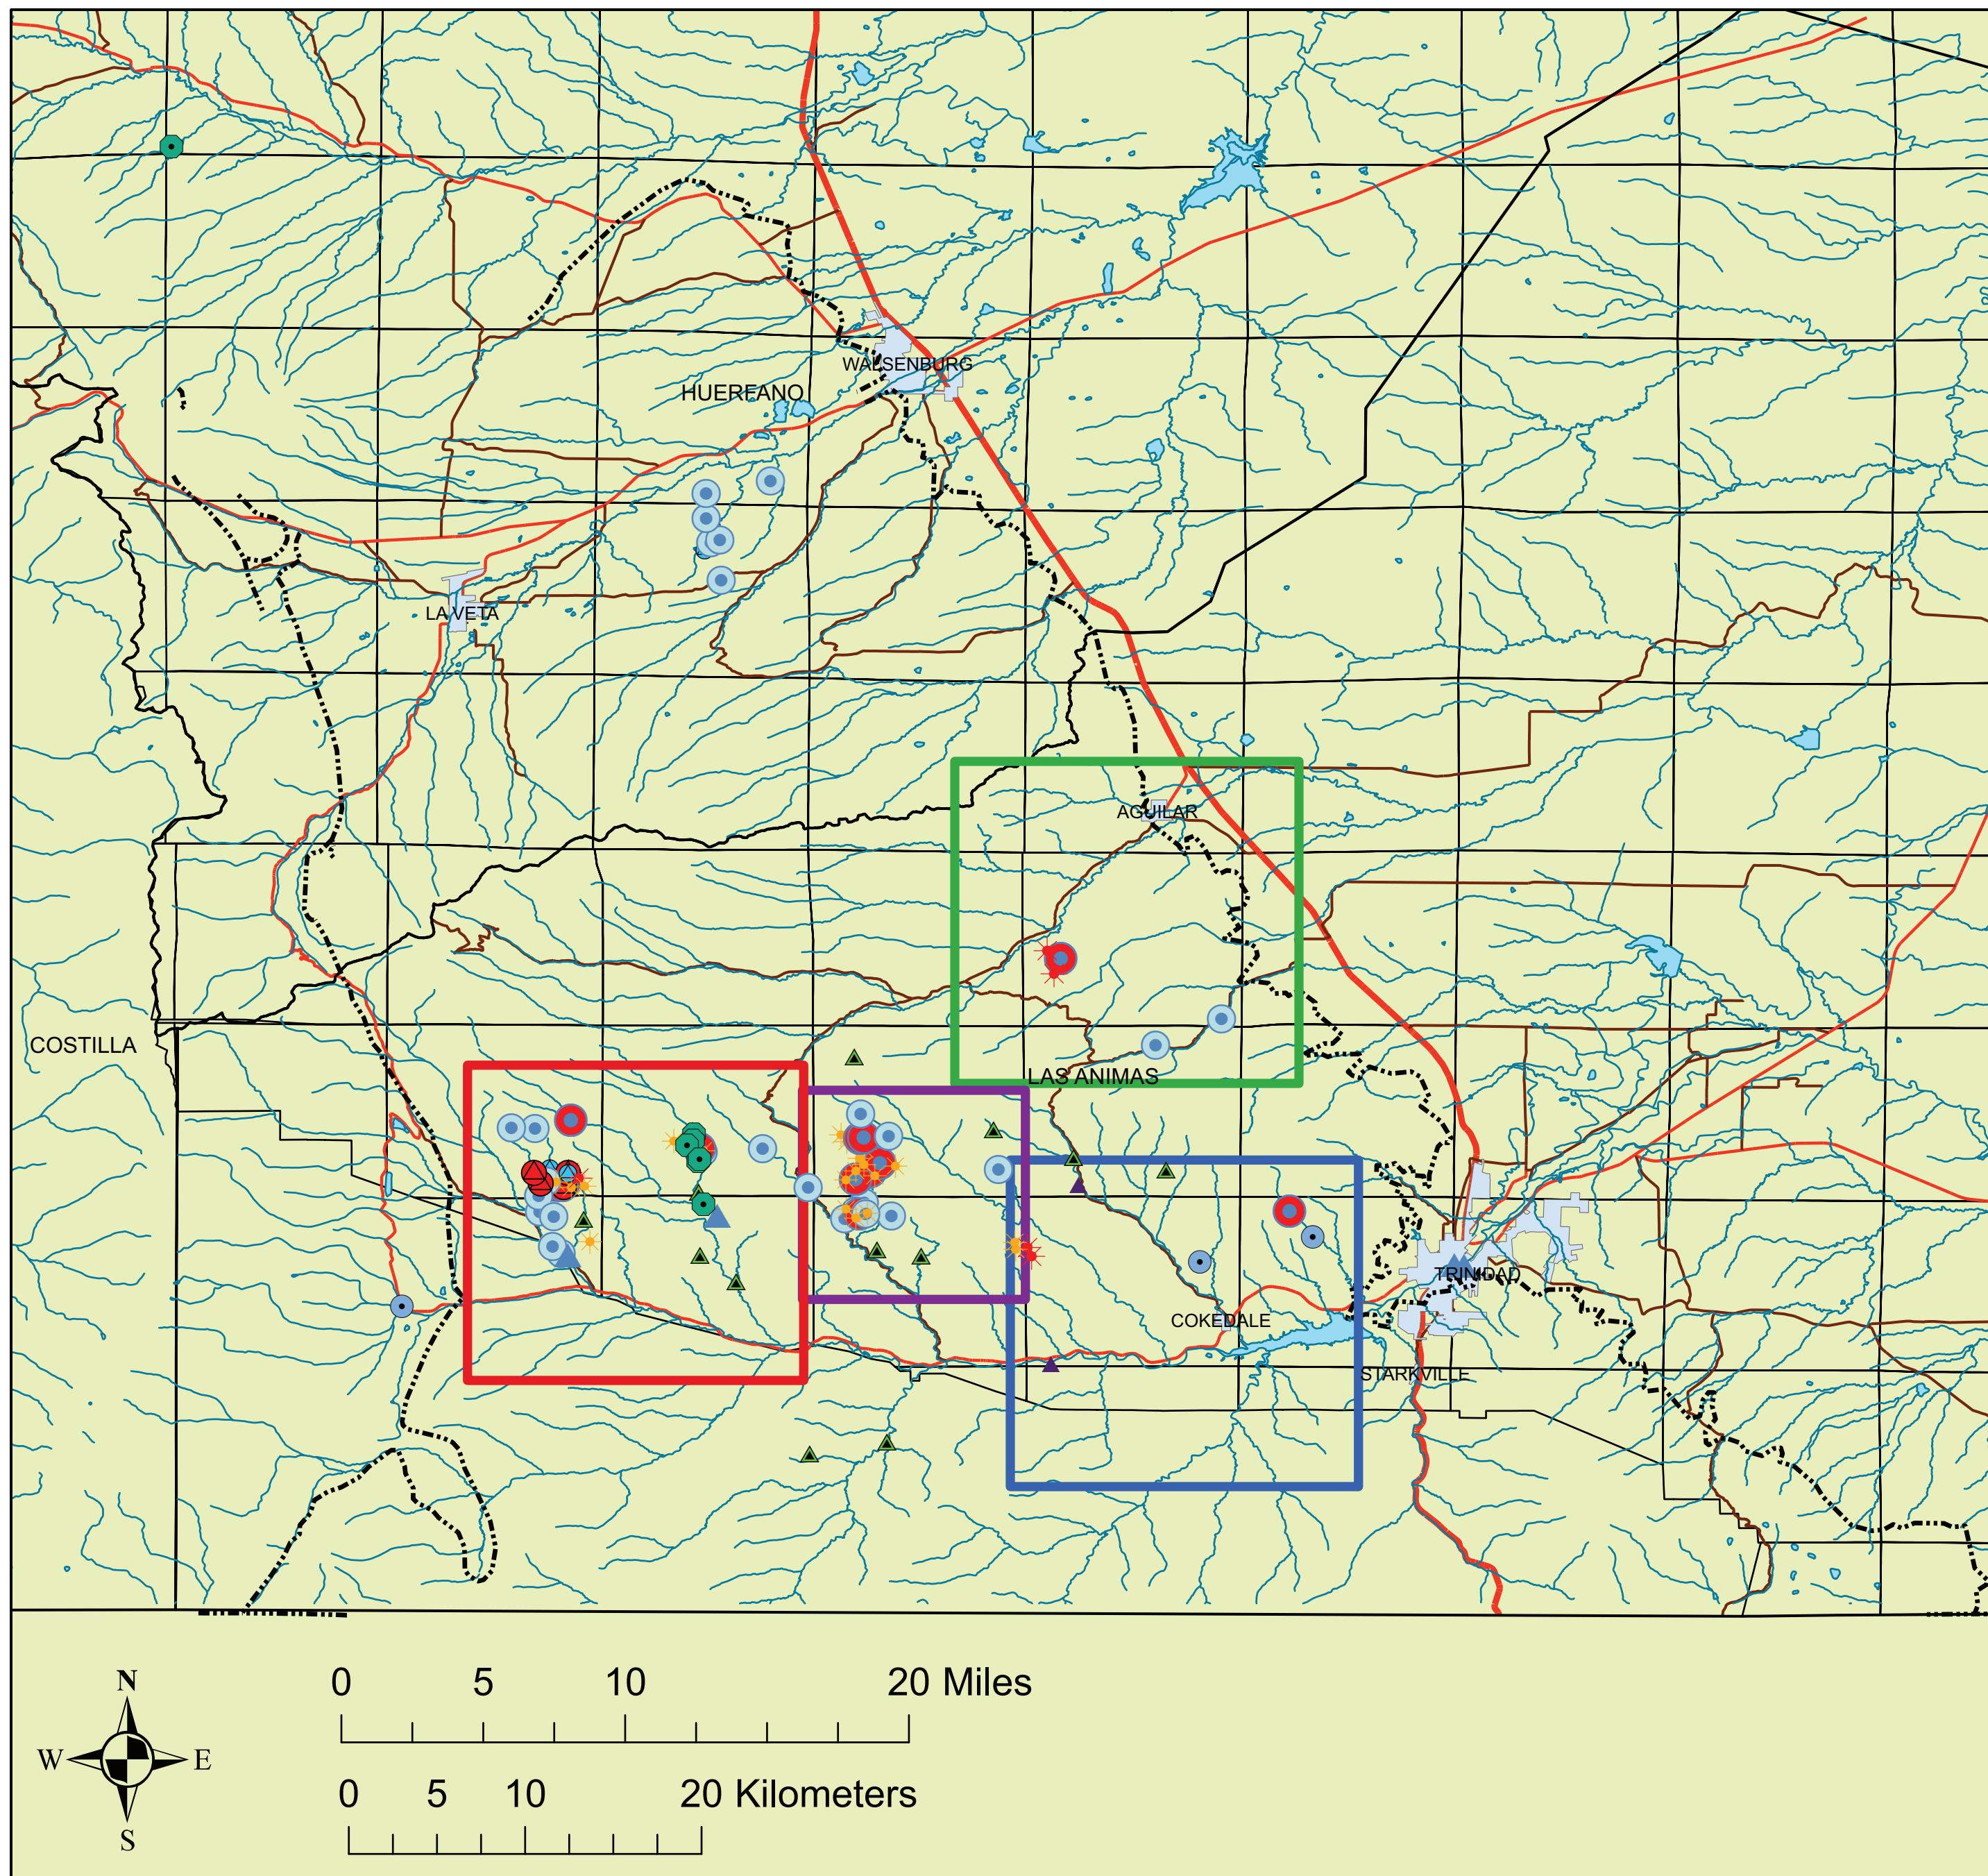 WALSENBURG
HUERFANO
LA VETA
AGUILAR
COSTILLA
LAS ANIMAS
TRINIDAD
COKEDALE
STARKVILLE
N
W E
S
0 5 10 20 Miles
0 5 10 20 Kilometers